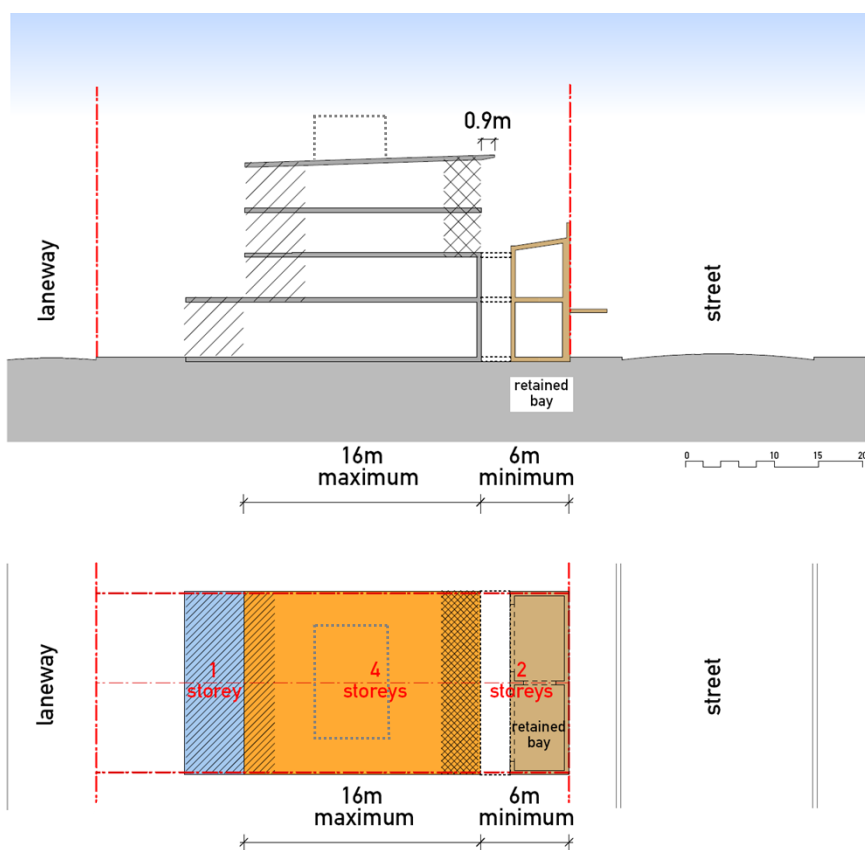 0.9m
laneway
street
retained
bay
16m
maximum
6m
minimum
0
5
10
15
20
laneway
1
storey
4
storeys
2
storeys
retained
bay
street
16m
maximum
6m
minimum